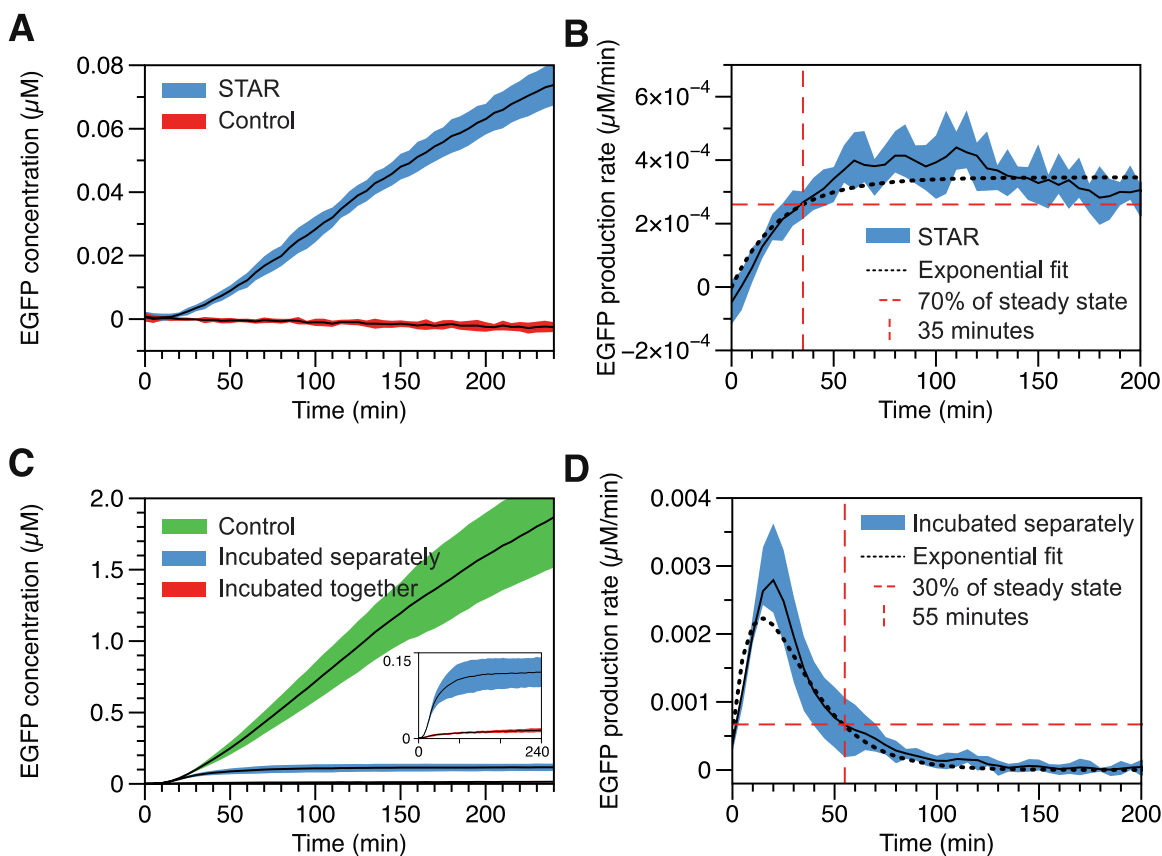 A
EGFP concentration (µM)
0.08
0.06
0.04
0.02
0
STAR
Control
0
50
100
150
200
Time (min)
B
EGFP production rate (µM/min)
6×10⁻⁴
4×10⁻⁴
2×10⁻⁴
0
−2×10⁻⁴
STAR
Exponential fit
70% of steady state
35 minutes
0
50
100
150
200
Time (min)
C
EGFP concentration (µM)
2.0
1.5
1.0
0.5
0
Control
Incubated separately
Incubated together
0.15
0
0
240
0
50
100
150
200
Time (min)
D
EGFP production rate (µM/min)
0.004
0.003
0.002
0.001
0
Incubated separately
Exponential fit
30% of steady state
55 minutes
0
50
100
150
200
Time (min)